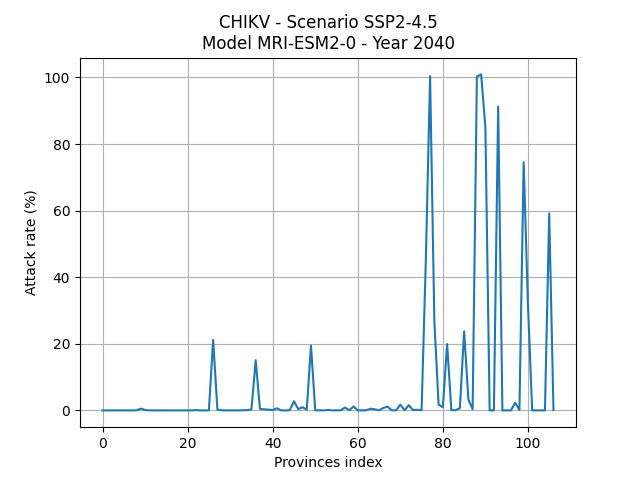 CHIKV - Scenario SSP2-4.5
Model MRI-ESM2-0 - Year 2040
100
80
60
40
20
0
Attack rate (%)
0 20 40 60 80 100
Provinces index